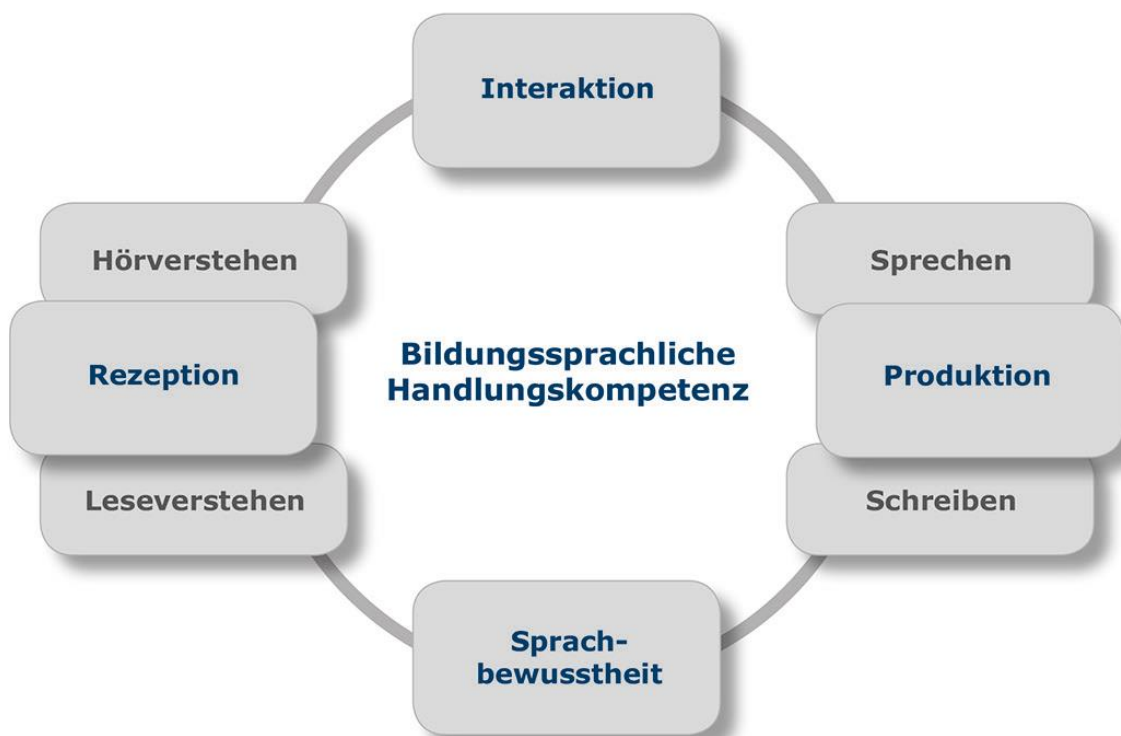 Interaktion
Hörverstehen
Sprechen
Rezeption
Bildungssprachliche
Handlungskompetenz
Produktion
Leseverstehen
Schreiben
Sprach-
bewusstheit